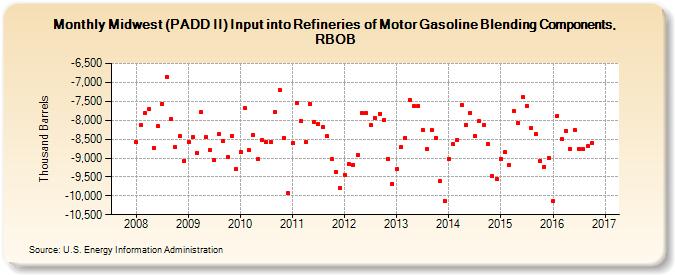 Monthly Midwest (PADD II) Input into Refineries of Motor Gasoline Blending Components,
RBOB
Thousand Barrels
-6,500
-7,000
-7,500
-8,000
-8,500
-9,000
-9,500
-10,000
-10,500
2008 2009 2010 2011 2012 2013 2014 2015 2016 2017
Source: U.S. Energy Information Administration